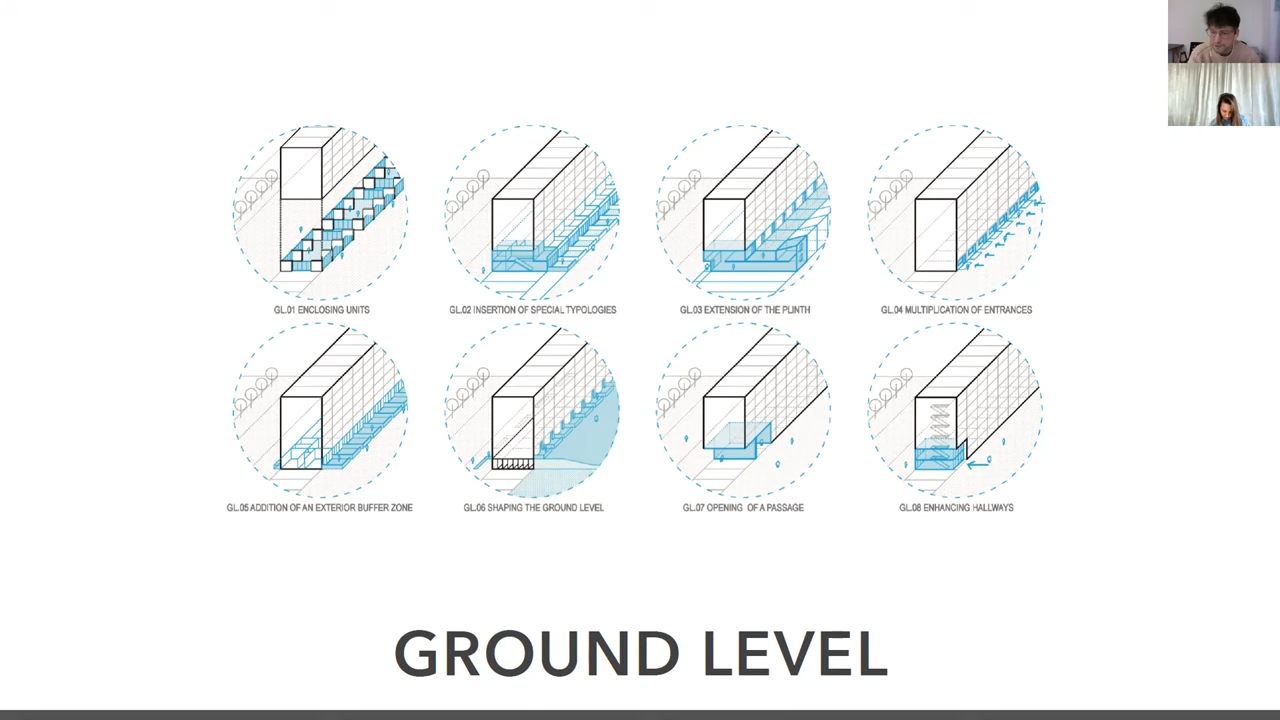 GL.01 ENCLOSING UNITS
GL.02 INSERTION OF SPECIAL TYPOLOGIES
GL.03 EXTENSION OF THE PLINTH
GL.04 MULTIPLICATION OF ENTRANCES
GL.05 ADDITION OF AN EXTERIOR BUFFER ZONE
GL.06 SHAPING THE GROUND LEVEL
GL.07 OPENING OF A PASSAGE
GL.08 ENHANCING HALLWAYS
GROUND LEVEL